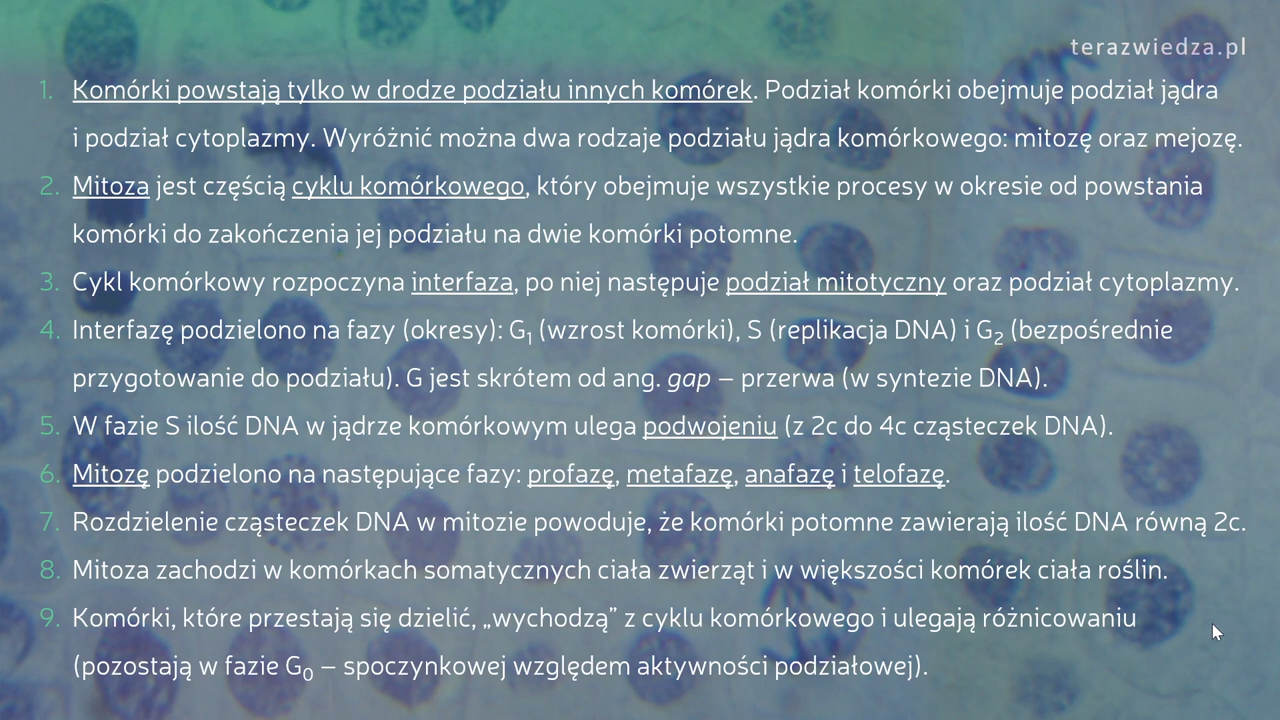 terazwiedza.pl
1. Komórki powstają tylko w drodze podziału innych komórek. Podział komórki obejmuje podział jądra
i podział cytoplazmy. Wyróżnić można dwa rodzaje podziału jądra komórkowego: mitozę oraz mejozę.
2. Mitoza jest częścią cyklu komórkowego, który obejmuje wszystkie procesy w okresie od powstania
komórki do zakończenia jej podziału na dwie komórki potomne.
3. Cykl komórkowy rozpoczyna interfaza, po niej następuje podział mitotyczny oraz podział cytoplazmy.
4. Interfazę podzielono na fazy (okresy): G₁ (wzrost komórki), S (replikacja DNA) i G₂ (bezpośrednie
przygotowanie do podziału). G jest skrótem od ang. gap – przerwa (w syntezie DNA).
5. W fazie S ilość DNA w jądrze komórkowym ulega podwojeniu (z 2c do 4c cząsteczek DNA).
6. Mitozę podzielono na następujące fazy: profazę, metafazę, anafazę i telofazę.
7. Rozdzielenie cząsteczek DNA w mitozie powoduje, że komórki potomne zawierają ilość DNA równą 2c.
8. Mitoza zachodzi w komórkach somatycznych ciała zwierząt i w większości komórek ciała roślin.
9. Komórki, które przestają się dzielić, „wychodzą” z cyklu komórkowego i ulegają różnicowaniu
(pozostają w fazie G₀ – spoczynkowej względem aktywności podziałowej).